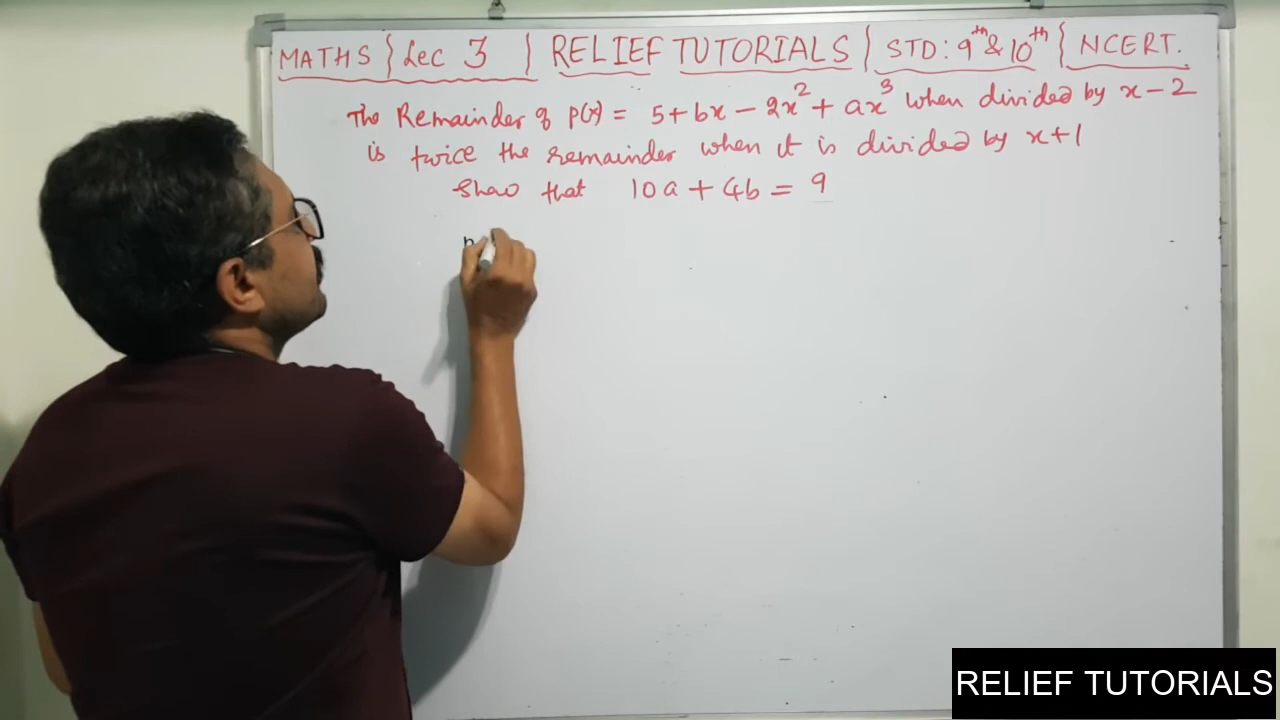 MATHS | Lec 3 | RELIEF TUTORIALS | STD: 9th & 10th | NCERT.
The Remainder of p(x) = 5 + bx - 2x² + ax³ when divided by x - 2
is twice the remainder when it is divided by x + 1
Show that 10a + 4b = 9
RELIEF TUTORIALS